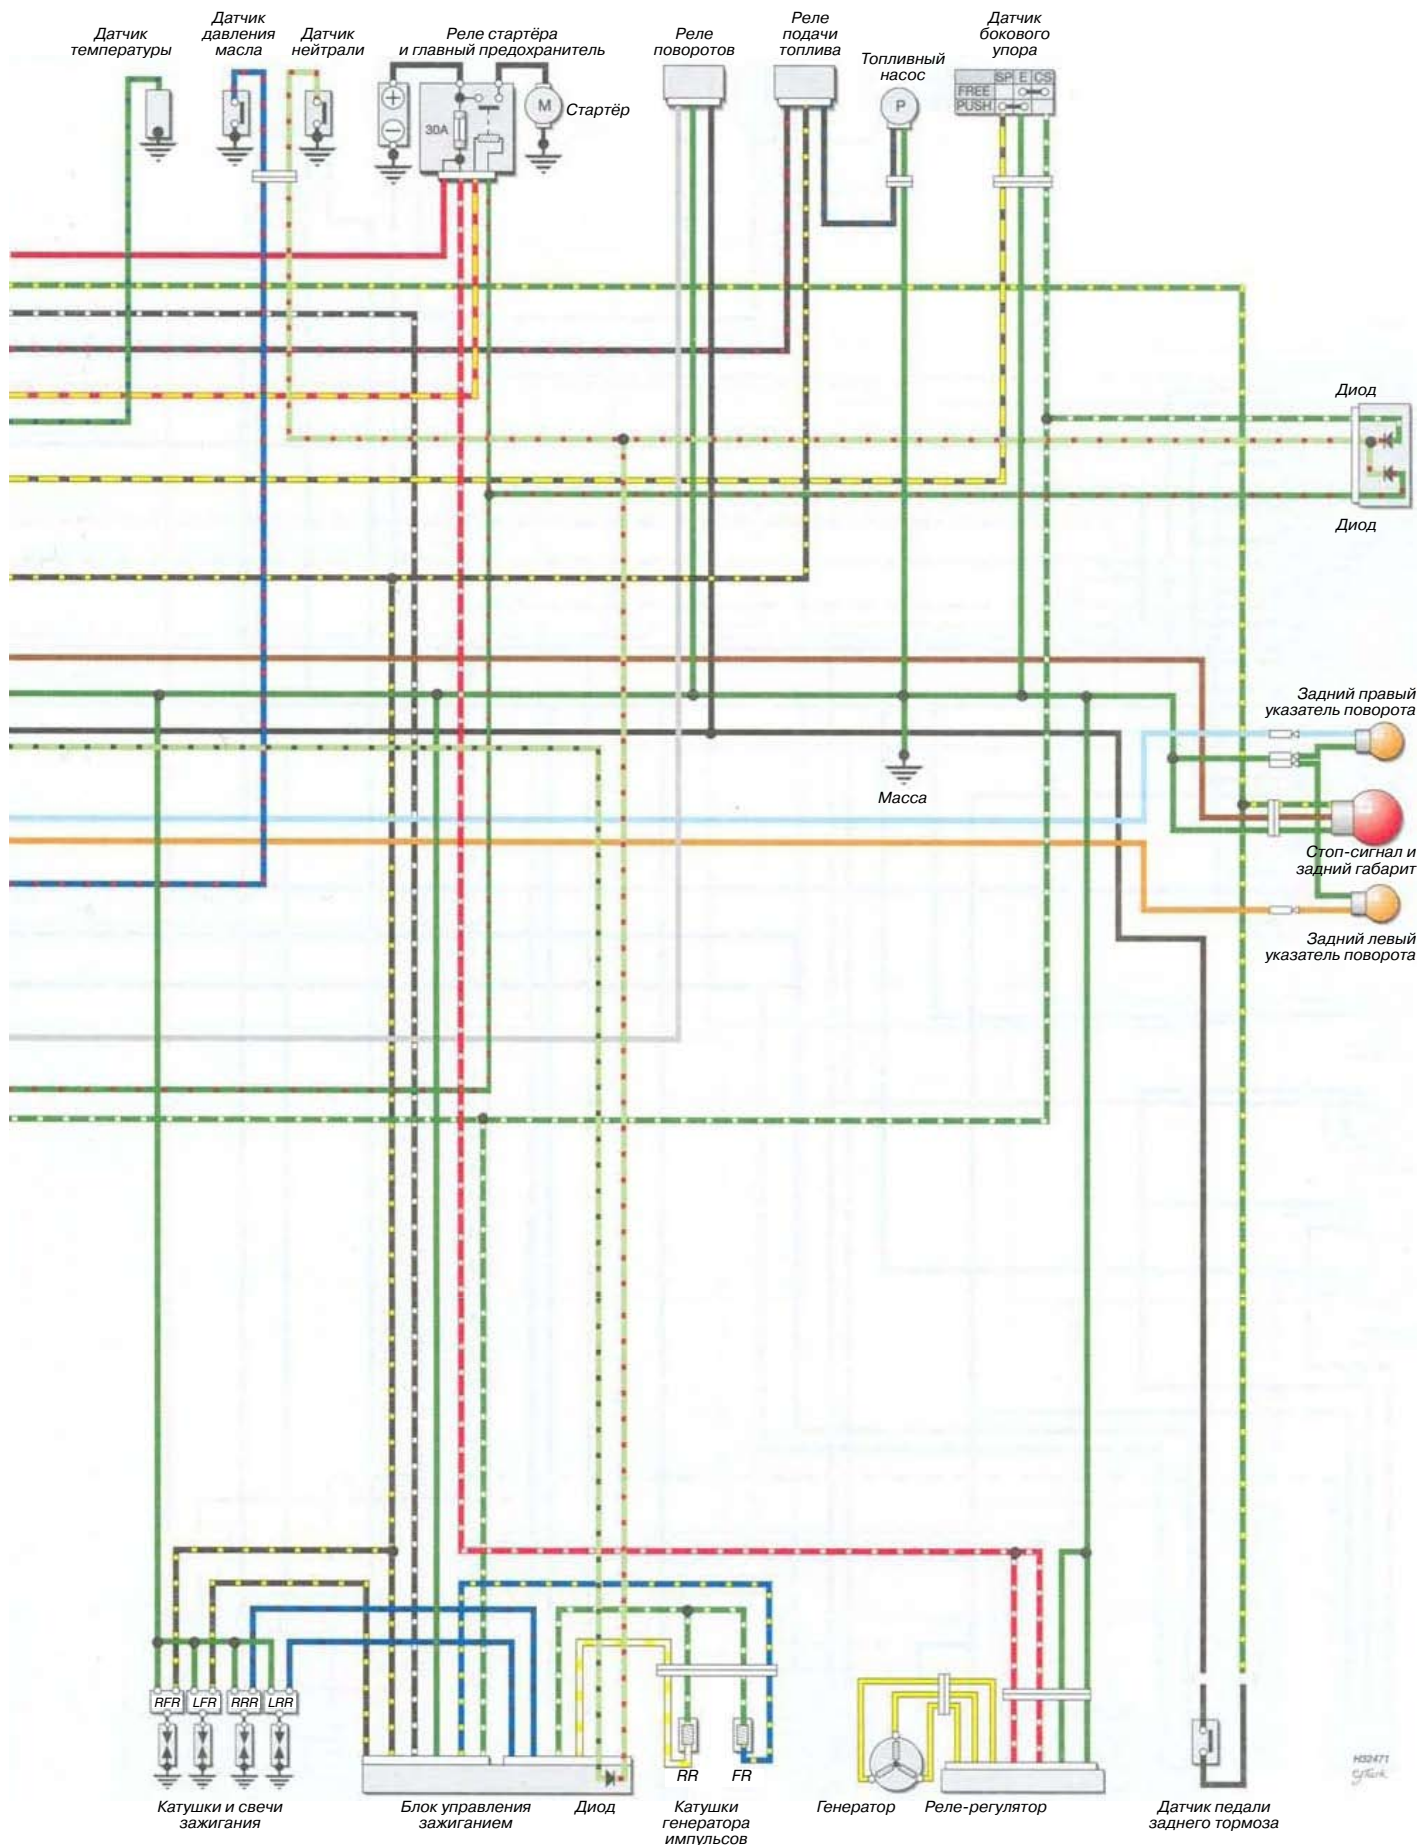 Датчик
температуры
Датчик
давления
масла
Датчик
нейтрали
Реле стартёра
и главный предохранитель
Реле
поворотов
Реле
подачи
топлива
Топливный
насос
Датчик
бокового
упора
SP E CS
FREE
PUSH
30A
M
Стартёр
P
Диод
Диод
Задний правый
указатель поворота
Масса
Стоп-сигнал и
задний габарит
Задний левый
указатель поворота
RFR LFR RRR LRR
RR
FR
H32471
Катушки и свечи
зажигания
Блок управления
зажиганием
Диод
Катушки
генератора
импульсов
Генератор
Реле-регулятор
Датчик педали
заднего тормоза